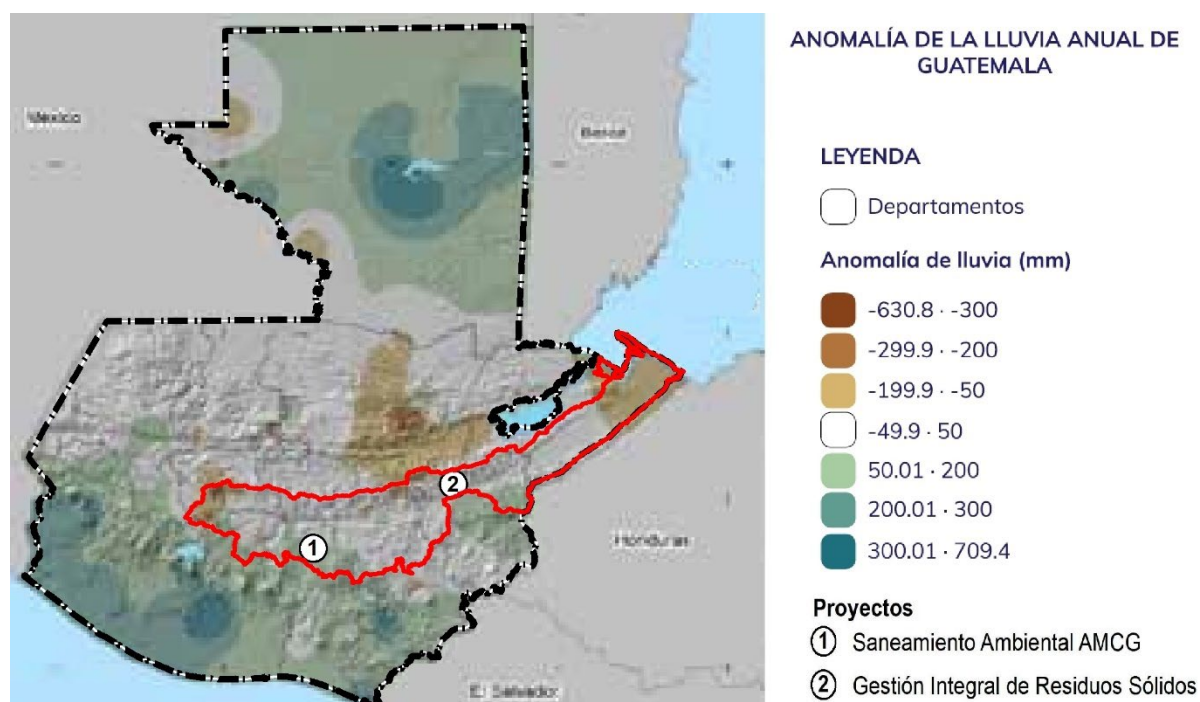 ANOMALÍA DE LA LLUVIA ANUAL DE
GUATEMALA
México
Belice
Honduras
El Salvador
1
2
LEYENDA
Departamentos
Anomalía de lluvia (mm)
-630.8 · -300
-299.9 · -200
-199.9 · -50
-49.9 · 50
50.01 · 200
200.01 · 300
300.01 · 709.4
Proyectos
1 Saneamiento Ambiental AMCG
2 Gestión Integral de Residuos Sólidos